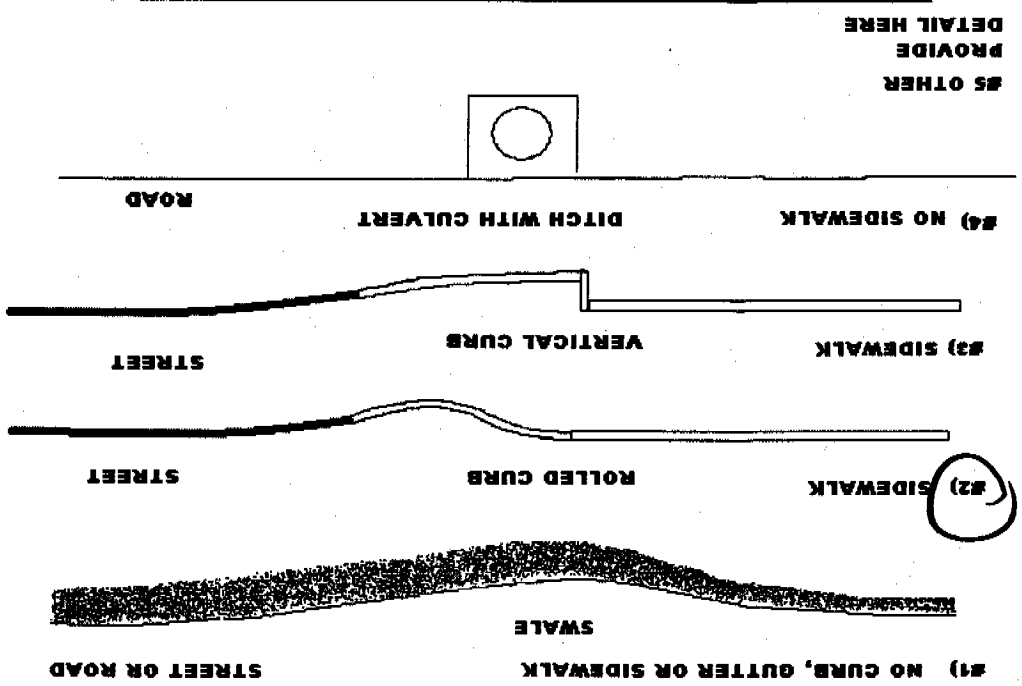 #1) NO CURB, GUTTER OR SIDEWALK STREET OR ROAD
SWALE
#2) SIDEWALK ROLLED CURB STREET
#3) SIDEWALK VERTICAL CURB STREET
#4) NO SIDEWALK DITCH WITH CULVERT ROAD
#5 OTHER
PROVIDE
DETAIL HERE